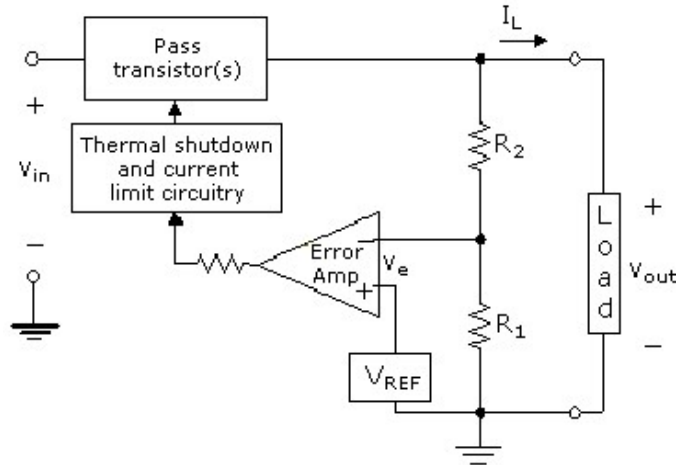 I_L
Pass
transistor(s)
+
Thermal shutdown
and current
limit circuitry
V_in
−
R_2
Error
Amp
−
+
V_e
L
o
a
d
+
V_out
−
R_1
V_REF